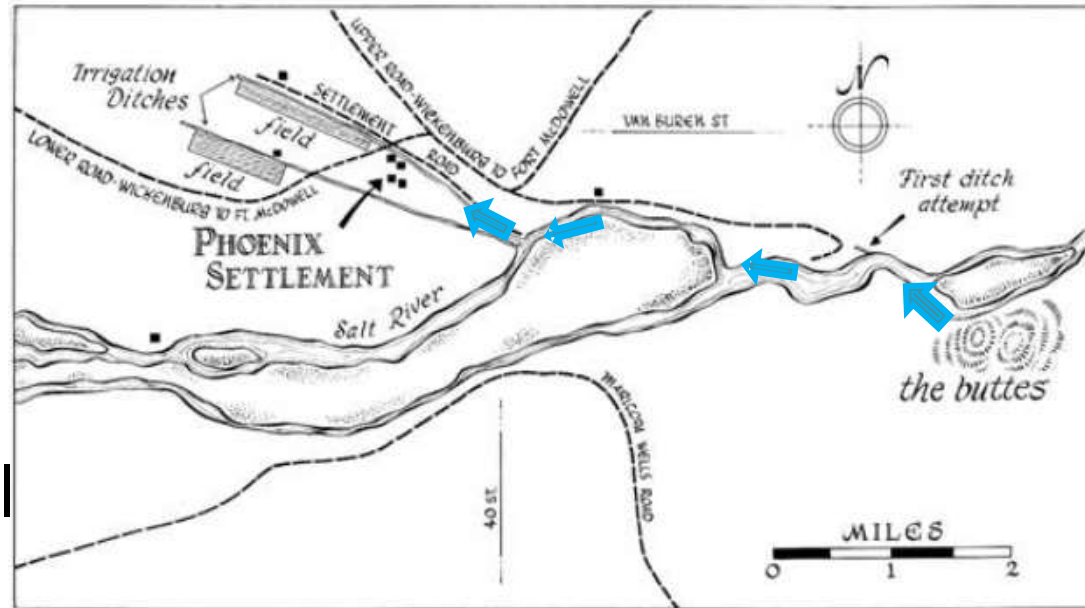 Irrigation
Ditches
SETTLEMENT
ROAD
field
field
UPPER ROAD-WICKENBURG TO FORT McDOWELL
LOWER ROAD-WICKENBURG TO FT. McDOWELL
VAN BUREN ST
N
First ditch
attempt
PHOENIX
SETTLEMENT
Salt River
the buttes
40 ST.
MARICOPA WELLS ROAD
MILES
0 1 2